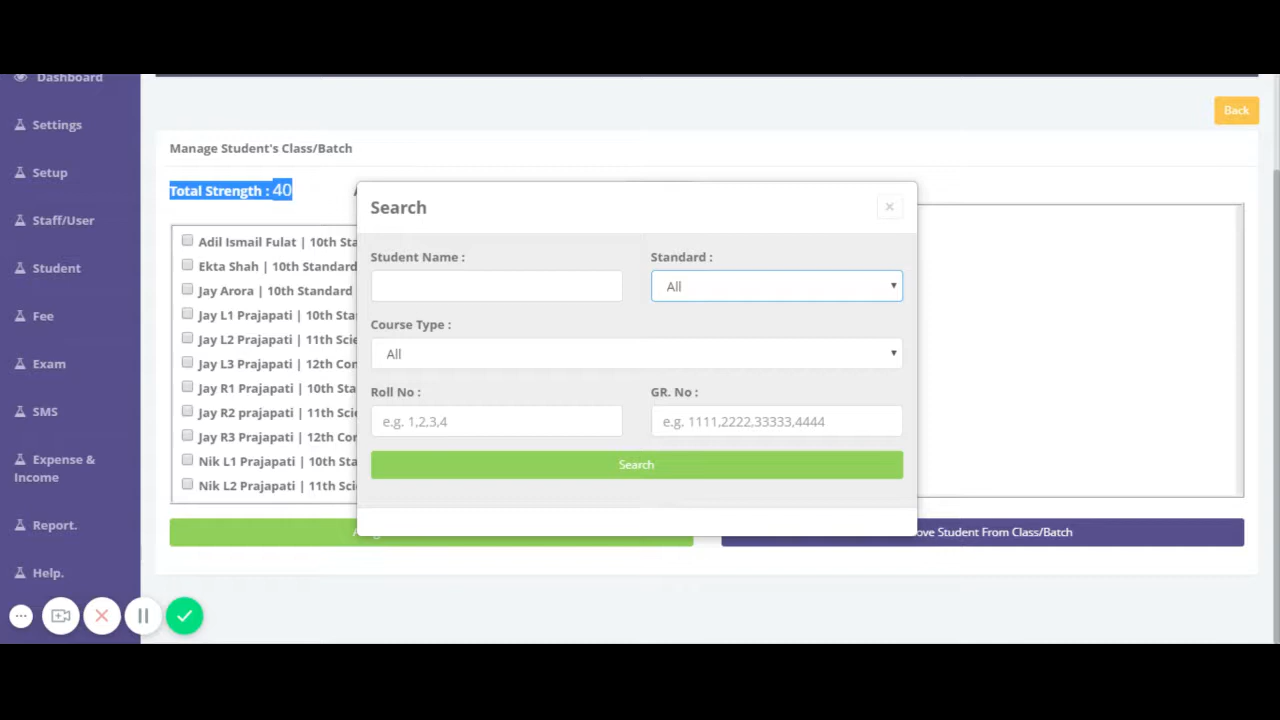 Dashboard
Settings
Setup
Staff/User
Student
Fee
Exam
SMS
Expense &
Income
Report.
Help.
Back
Manage Student's Class/Batch
Total Strength : 40
Adil Ismail Fulat | 10th Sta
Ekta Shah | 10th Standard
Jay Arora | 10th Standard
Jay L1 Prajapati | 10th Sta
Jay L2 Prajapati | 11th Scie
Jay L3 Prajapati | 12th Con
Jay R1 Prajapati | 10th Sta
Jay R2 prajapati | 11th Scie
Jay R3 Prajapati | 12th Cor
Nik L1 Prajapati | 10th Sta
Nik L2 Prajapati | 11th Scie
Search
×
Student Name :
Standard :
All
Course Type :
All
Roll No :
GR. No :
e.g. 1,2,3,4
e.g. 1111,2222,33333,4444
Search
ove Student From Class/Batch